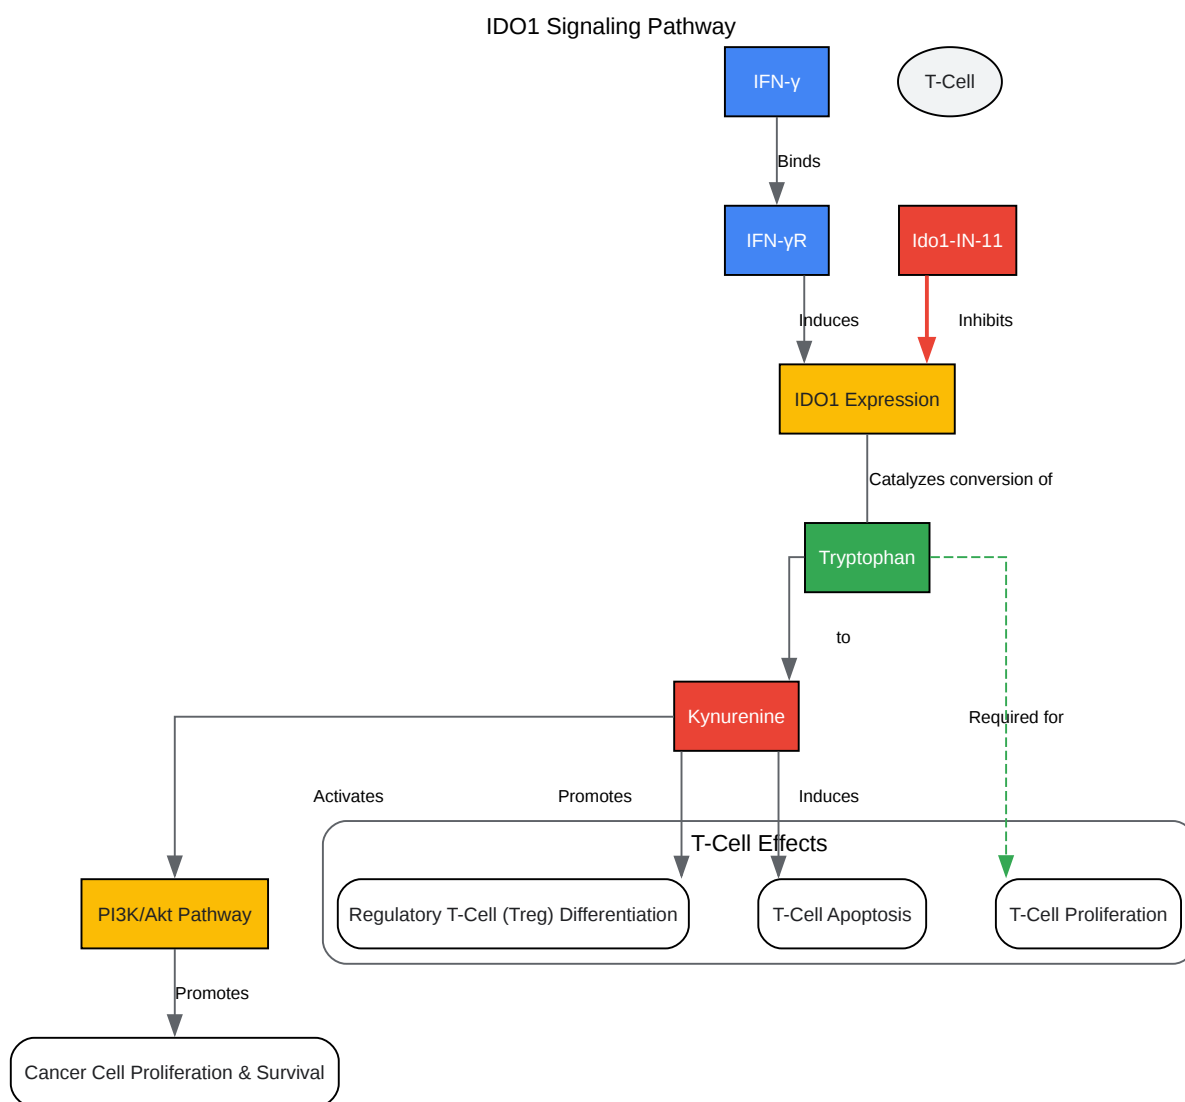 IDO1 Signaling Pathway
IFN-γ
T-Cell
Binds
IFN-γR
Ido1-IN-11
Induces
Inhibits
IDO1 Expression
Catalyzes conversion of
Tryptophan
to
Kynurenine
Required for
Activates
Promotes
Induces
T-Cell Effects
PI3K/Akt Pathway
Regulatory T-Cell (Treg) Differentiation
T-Cell Apoptosis
T-Cell Proliferation
Promotes
Cancer Cell Proliferation & Survival